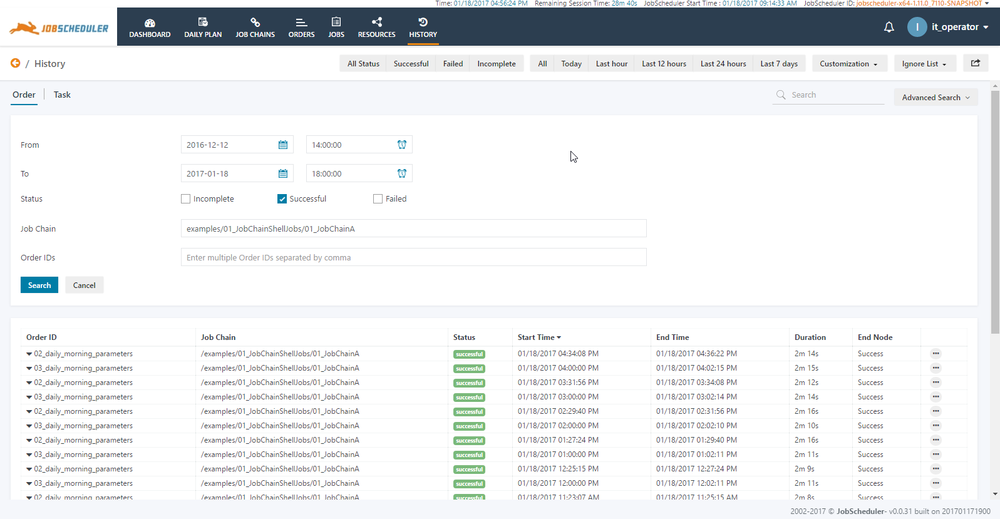 Time: 01/18/2017 04:56:24 PM Remaining Session Time: 28m 40s JobScheduler Start Time : 01/18/2017 09:14:33 AM JobScheduler ID: jobscheduler-x64-1.11.0_7110-SNAPSHOT
JOBSCHEDULER DASHBOARD DAILY PLAN JOB CHAINS ORDERS JOBS RESOURCES HISTORY I it_operator
/ History All Status Successful Failed Incomplete All Today Last hour Last 12 hours Last 24 hours Last 7 days Customization Ignore List
Order Task Search Advanced Search
From 2016-12-12 14:00:00
To 2017-01-18 18:00:00
Status Incomplete Successful Failed
Job Chain examples/01_JobChainShellJobs/01_JobChainA
Order IDs Enter multiple Order IDs separated by comma
Search Cancel
Order ID Job Chain Status Start Time End Time Duration End Node
02_daily_morning_parameters /examples/01_JobChainShellJobs/01_JobChainA successful 01/18/2017 04:34:08 PM 01/18/2017 04:36:22 PM 2m 14s Success
03_daily_morning_parameters /examples/01_JobChainShellJobs/01_JobChainA successful 01/18/2017 04:00:00 PM 01/18/2017 04:02:15 PM 2m 15s Success
02_daily_morning_parameters /examples/01_JobChainShellJobs/01_JobChainA successful 01/18/2017 03:31:56 PM 01/18/2017 03:34:08 PM 2m 12s Success
03_daily_morning_parameters /examples/01_JobChainShellJobs/01_JobChainA successful 01/18/2017 03:00:00 PM 01/18/2017 03:02:14 PM 2m 14s Success
02_daily_morning_parameters /examples/01_JobChainShellJobs/01_JobChainA successful 01/18/2017 02:29:40 PM 01/18/2017 02:31:56 PM 2m 16s Success
03_daily_morning_parameters /examples/01_JobChainShellJobs/01_JobChainA successful 01/18/2017 02:00:00 PM 01/18/2017 02:02:10 PM 2m 10s Success
02_daily_morning_parameters /examples/01_JobChainShellJobs/01_JobChainA successful 01/18/2017 01:27:24 PM 01/18/2017 01:29:40 PM 2m 16s Success
03_daily_morning_parameters /examples/01_JobChainShellJobs/01_JobChainA successful 01/18/2017 01:00:00 PM 01/18/2017 01:02:11 PM 2m 11s Success
02_daily_morning_parameters /examples/01_JobChainShellJobs/01_JobChainA successful 01/18/2017 12:25:15 PM 01/18/2017 12:27:24 PM 2m 9s Success
03_daily_morning_parameters /examples/01_JobChainShellJobs/01_JobChainA successful 01/18/2017 12:00:00 PM 01/18/2017 12:02:11 PM 2m 11s Success
02_daily_morning_parameters /examples/01_JobChainShellJobs/01_JobChainA successful 01/18/2017 11:23:07 AM 01/18/2017 11:25:15 AM 2m 8s Success
2002-2017 © JobScheduler- v0.0.31 built on 201701171900